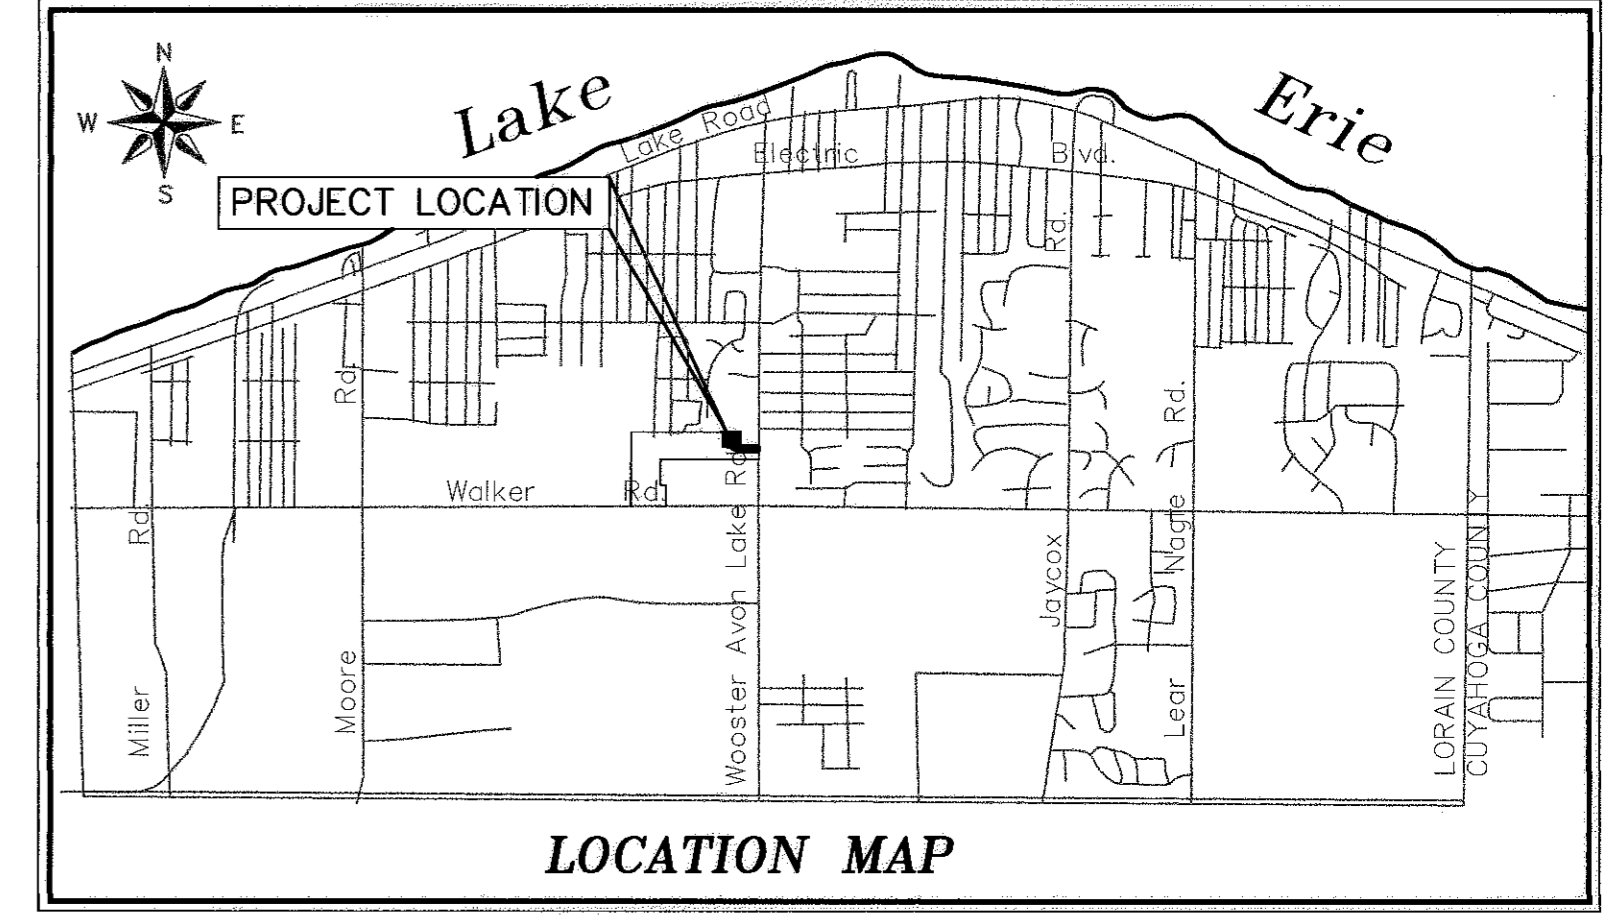 N
W E
S
Lake Erie
Lake Road
Electric Blvd.
PROJECT LOCATION
Rd.
Rd.
Rd.
Walker Rd.
Rd.
Miller
Moore
Wooster Avon Lake Rd.
Jaycox
Nagle
Lear
LORAIN COUNTY
CUYAHOGA COUNTY
LOCATION MAP